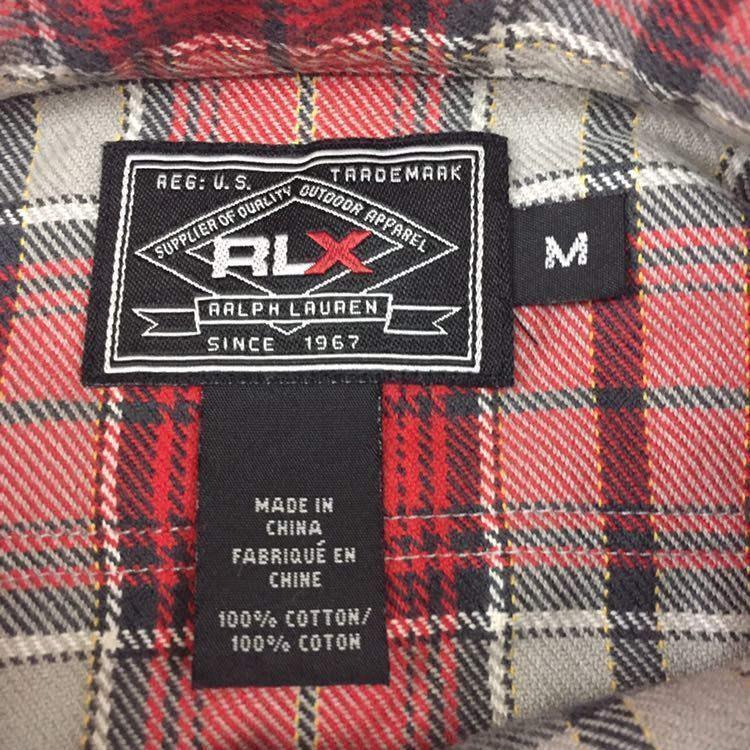 REG: U.S. TRADEMARK
SUPPLIER OF QUALITY OUTDOOR APPAREL
RLX
RALPH LAUREN
SINCE 1967
M
MADE IN
CHINA
FABRIQUÉ EN
CHINE
100% COTTON/
100% COTON